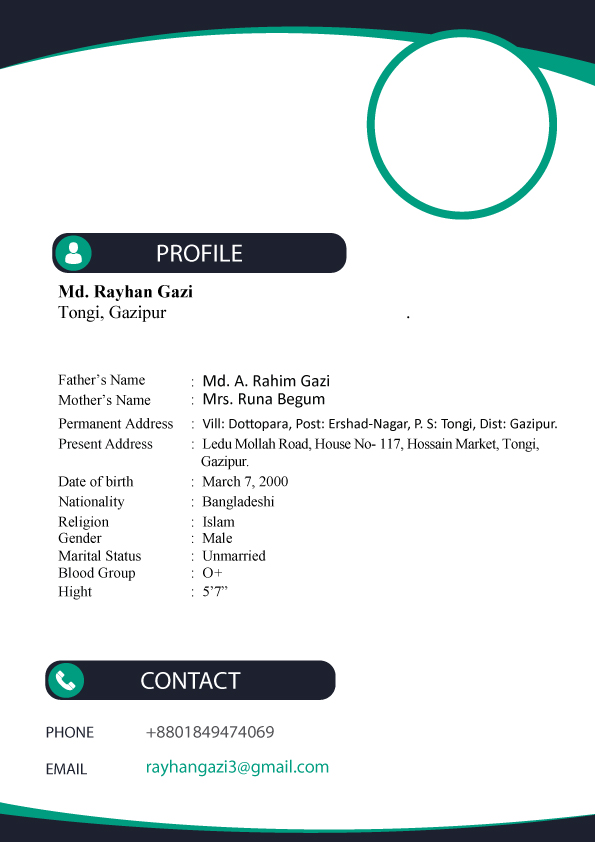 PROFILE
Md. Rayhan Gazi
Tongi, Gazipur .
Father’s Name : Md. A. Rahim Gazi
Mother’s Name : Mrs. Runa Begum
Permanent Address : Vill: Dottopara, Post: Ershad-Nagar, P. S: Tongi, Dist: Gazipur.
Present Address : Ledu Mollah Road, House No- 117, Hossain Market, Tongi,
Gazipur.
Date of birth : March 7, 2000
Nationality : Bangladeshi
Religion : Islam
Gender : Male
Marital Status : Unmarried
Blood Group : O+
Hight : 5’7”
CONTACT
PHONE +8801849474069
EMAIL rayhangazi3@gmail.com